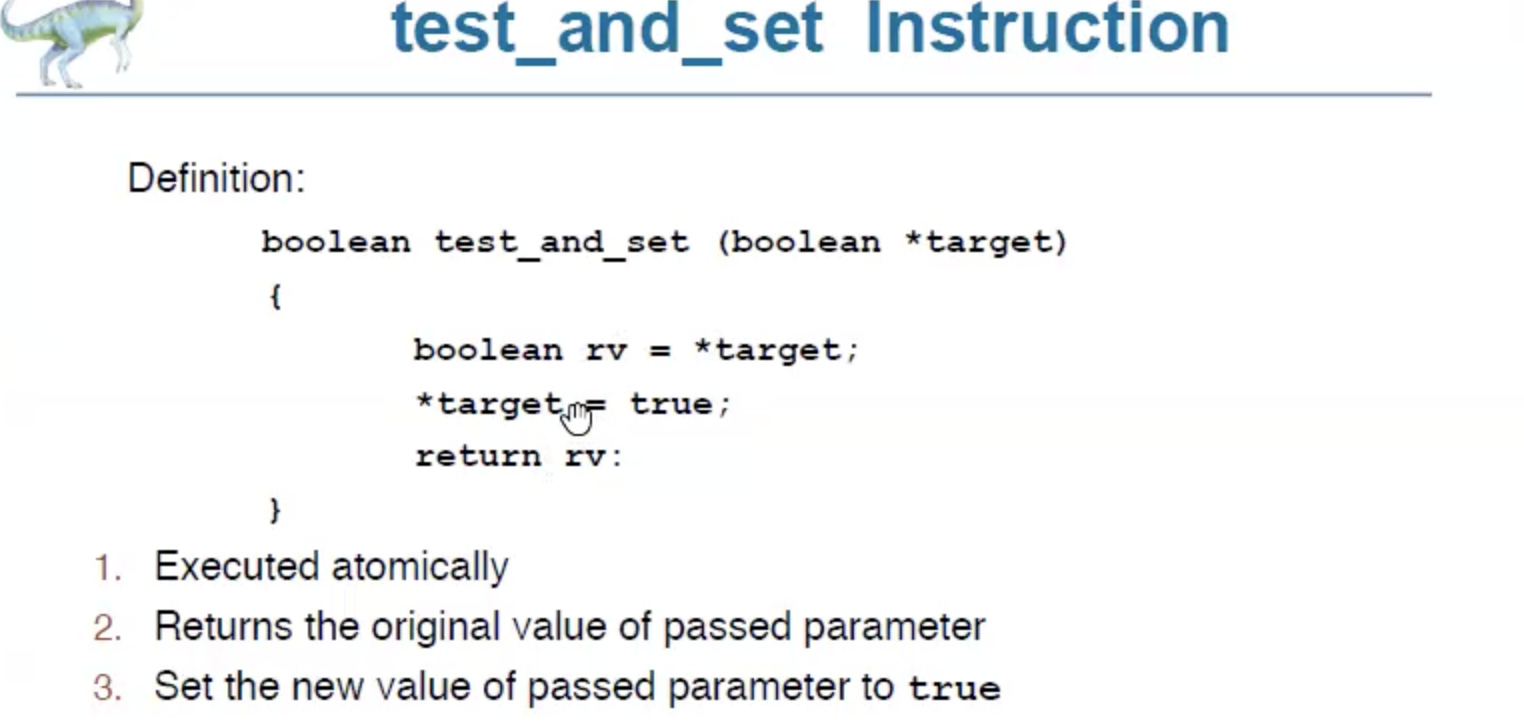 test_and_set Instruction
Definition:
boolean test_and_set (boolean *target)
{
boolean rv = *target;
*target = true;
return rv:
}
1. Executed atomically
2. Returns the original value of passed parameter
3. Set the new value of passed parameter to true